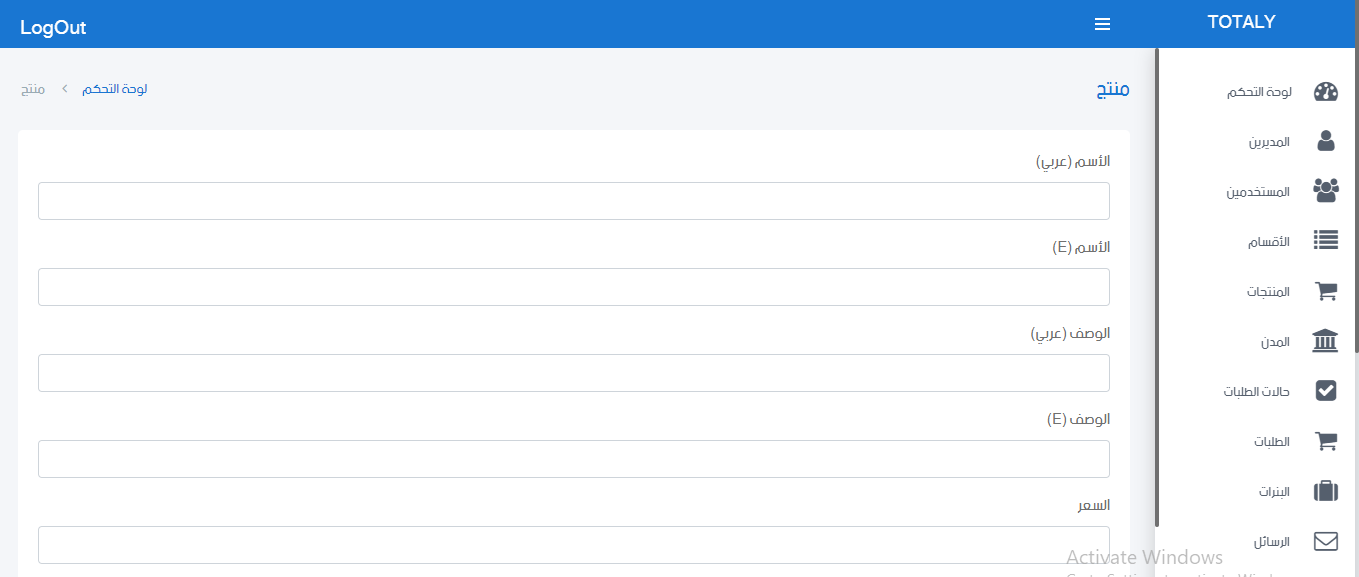 TOTALY
LogOut
لوحة التحكم
المديرين
المستخدمين
الأقسام
المنتجات
المدن
حالات الطلبات
الطلبات
البنرات
الرسائل
منتج
لوحة التحكم > منتج
الأسم (عربي)
الأسم (E)
الوصف (عربي)
الوصف (E)
السعر
Activate Windows